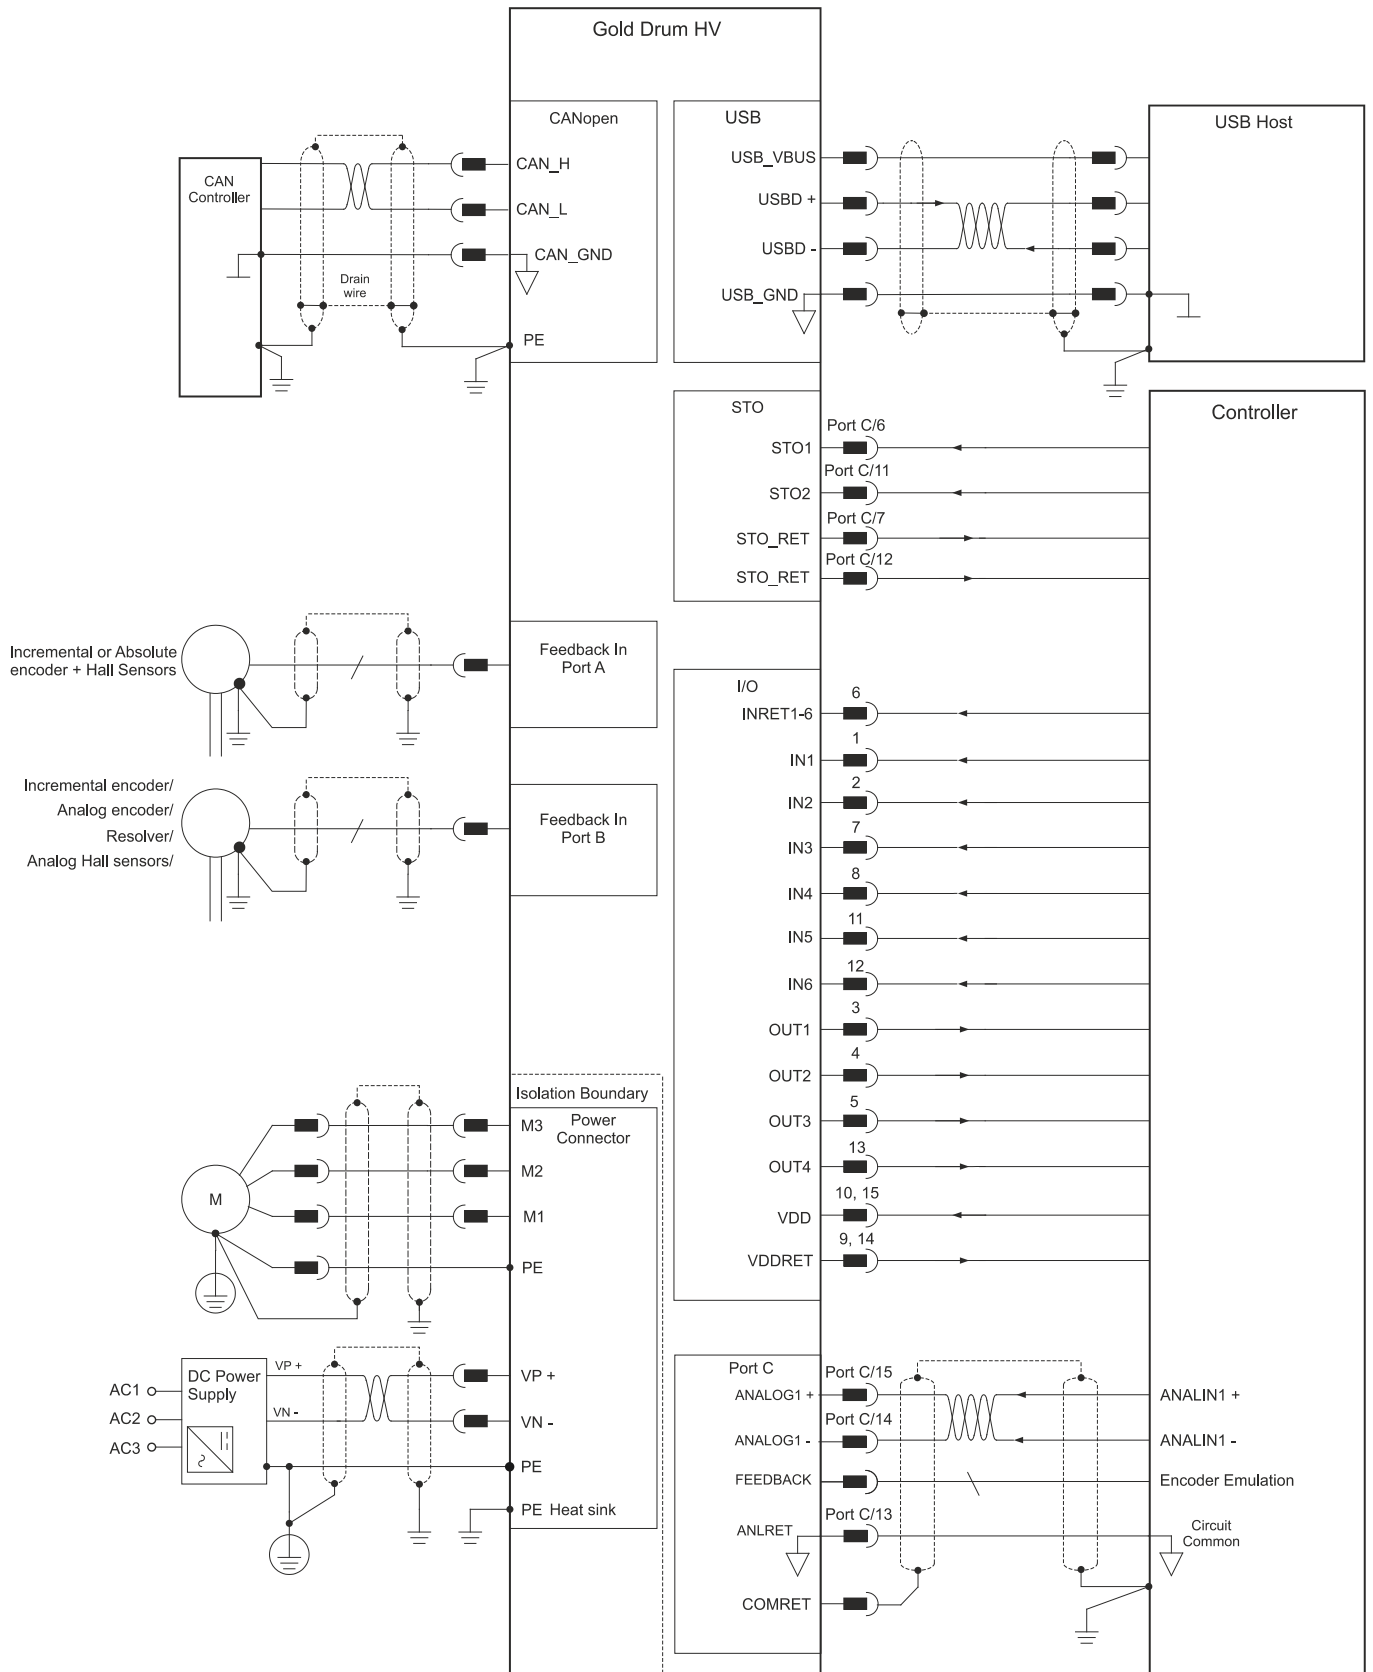 Gold Drum HV
CANopen
CAN
Controller
CAN_H
CAN_L
CAN_GND
Drain
wire
PE
USB
USB_VBUS
USBD +
USBD -
USB_GND
USB Host
STO
Port C/6
STO1
Port C/11
STO2
Port C/7
STO_RET
Port C/12
STO_RET
Controller
Incremental or Absolute
encoder + Hall Sensors
Feedback In
Port A
Incremental encoder/
Analog encoder/
Resolver/
Analog Hall sensors/
Feedback In
Port B
I/O
6
INRET1-6
1
IN1
2
IN2
7
IN3
8
IN4
11
IN5
12
IN6
3
OUT1
4
OUT2
5
OUT3
13
OUT4
10, 15
VDD
9, 14
VDDRET
Isolation Boundary
Power
Connector
M
M3
M2
M1
PE
AC1
AC2
AC3
DC Power
Supply
VP +
VN -
VP +
VN -
PE
PE Heat sink
Port C
Port C/15
ANALOG1 +
ANALIN1 +
Port C/14
ANALOG1 -
ANALIN1 -
FEEDBACK
Encoder Emulation
Port C/13
ANLRET
Circuit
Common
COMRET